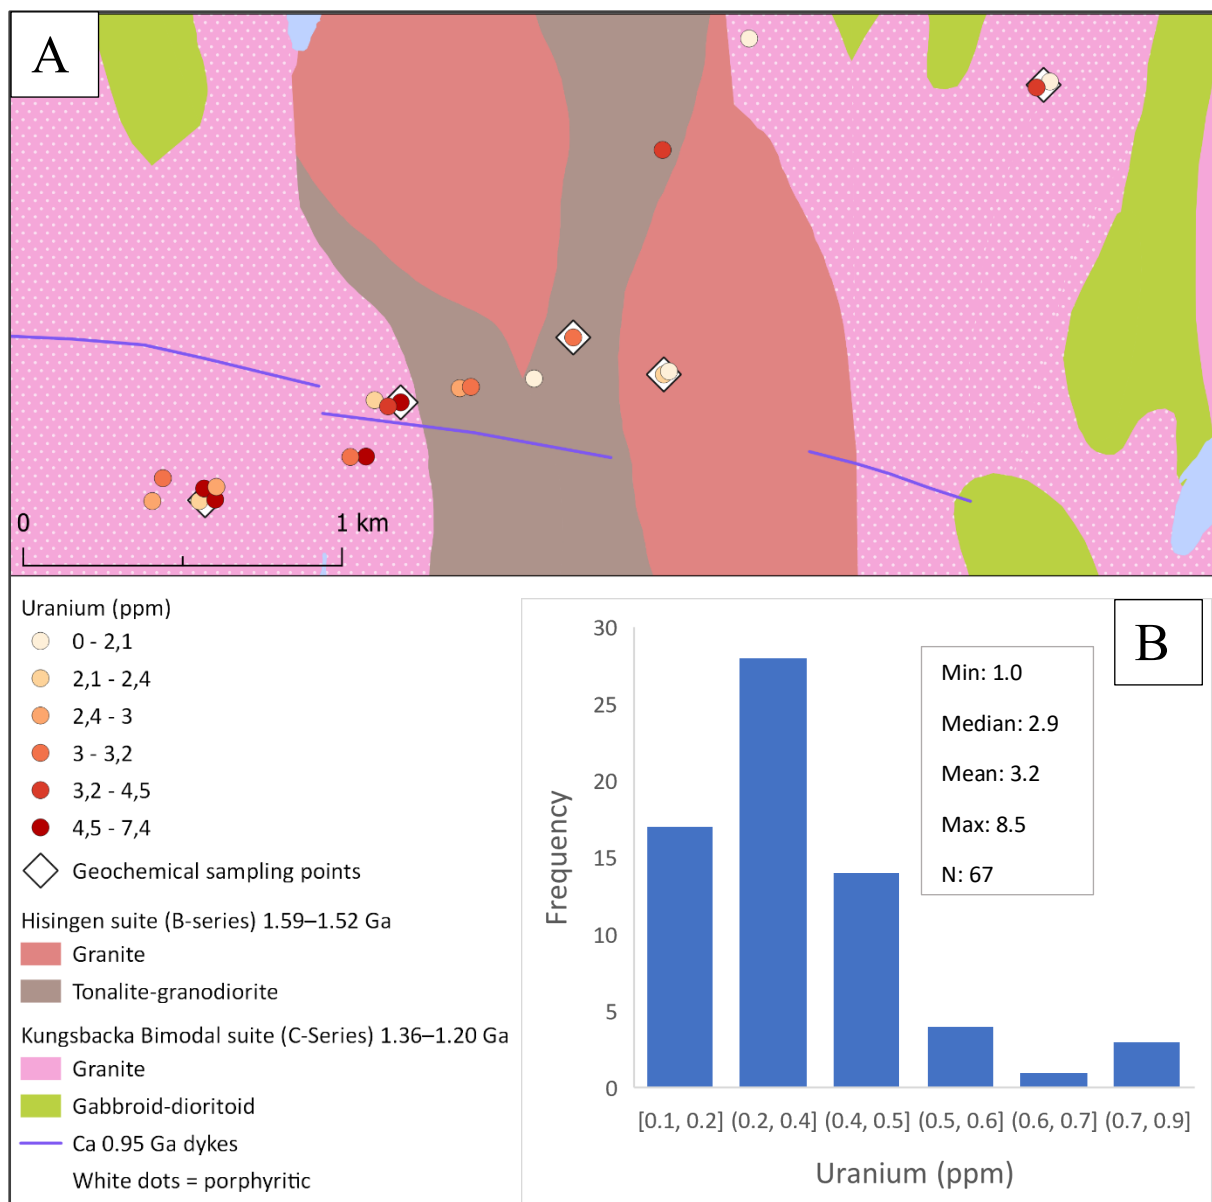 A
0
1 km
Uranium (ppm)
0 - 2,1
2,1 - 2,4
2,4 - 3
3 - 3,2
3,2 - 4,5
4,5 - 7,4
Geochemical sampling points
Hisingen suite (B-series) 1.59–1.52 Ga
Granite
Tonalite-granodiorite
Kungsbacka Bimodal suite (C-Series) 1.36–1.20 Ga
Granite
Gabbroid-dioritoid
Ca 0.95 Ga dykes
White dots = porphyritic
B
Min: 1.0
Median: 2.9
Mean: 3.2
Max: 8.5
N: 67
Frequency
30
25
20
15
10
5
0
[0.1, 0.2] (0.2, 0.4] (0.4, 0.5] (0.5, 0.6] (0.6, 0.7] (0.7, 0.9]
Uranium (ppm)